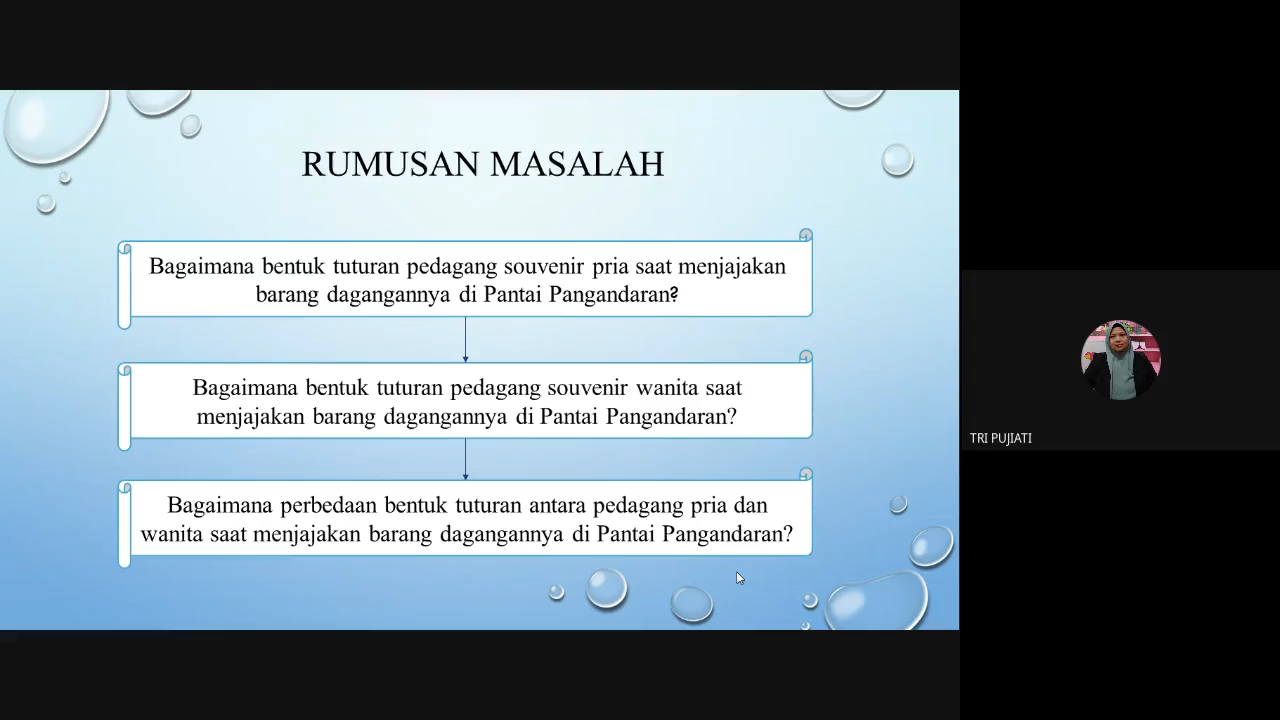 RUMUSAN MASALAH
Bagaimana bentuk tuturan pedagang souvenir pria saat menjajakan
barang dagangannya di Pantai Pangandaran?
Bagaimana bentuk tuturan pedagang souvenir wanita saat
menjajakan barang dagangannya di Pantai Pangandaran?
Bagaimana perbedaan bentuk tuturan antara pedagang pria dan
wanita saat menjajakan barang dagangannya di Pantai Pangandaran?
TRI PUJIATI